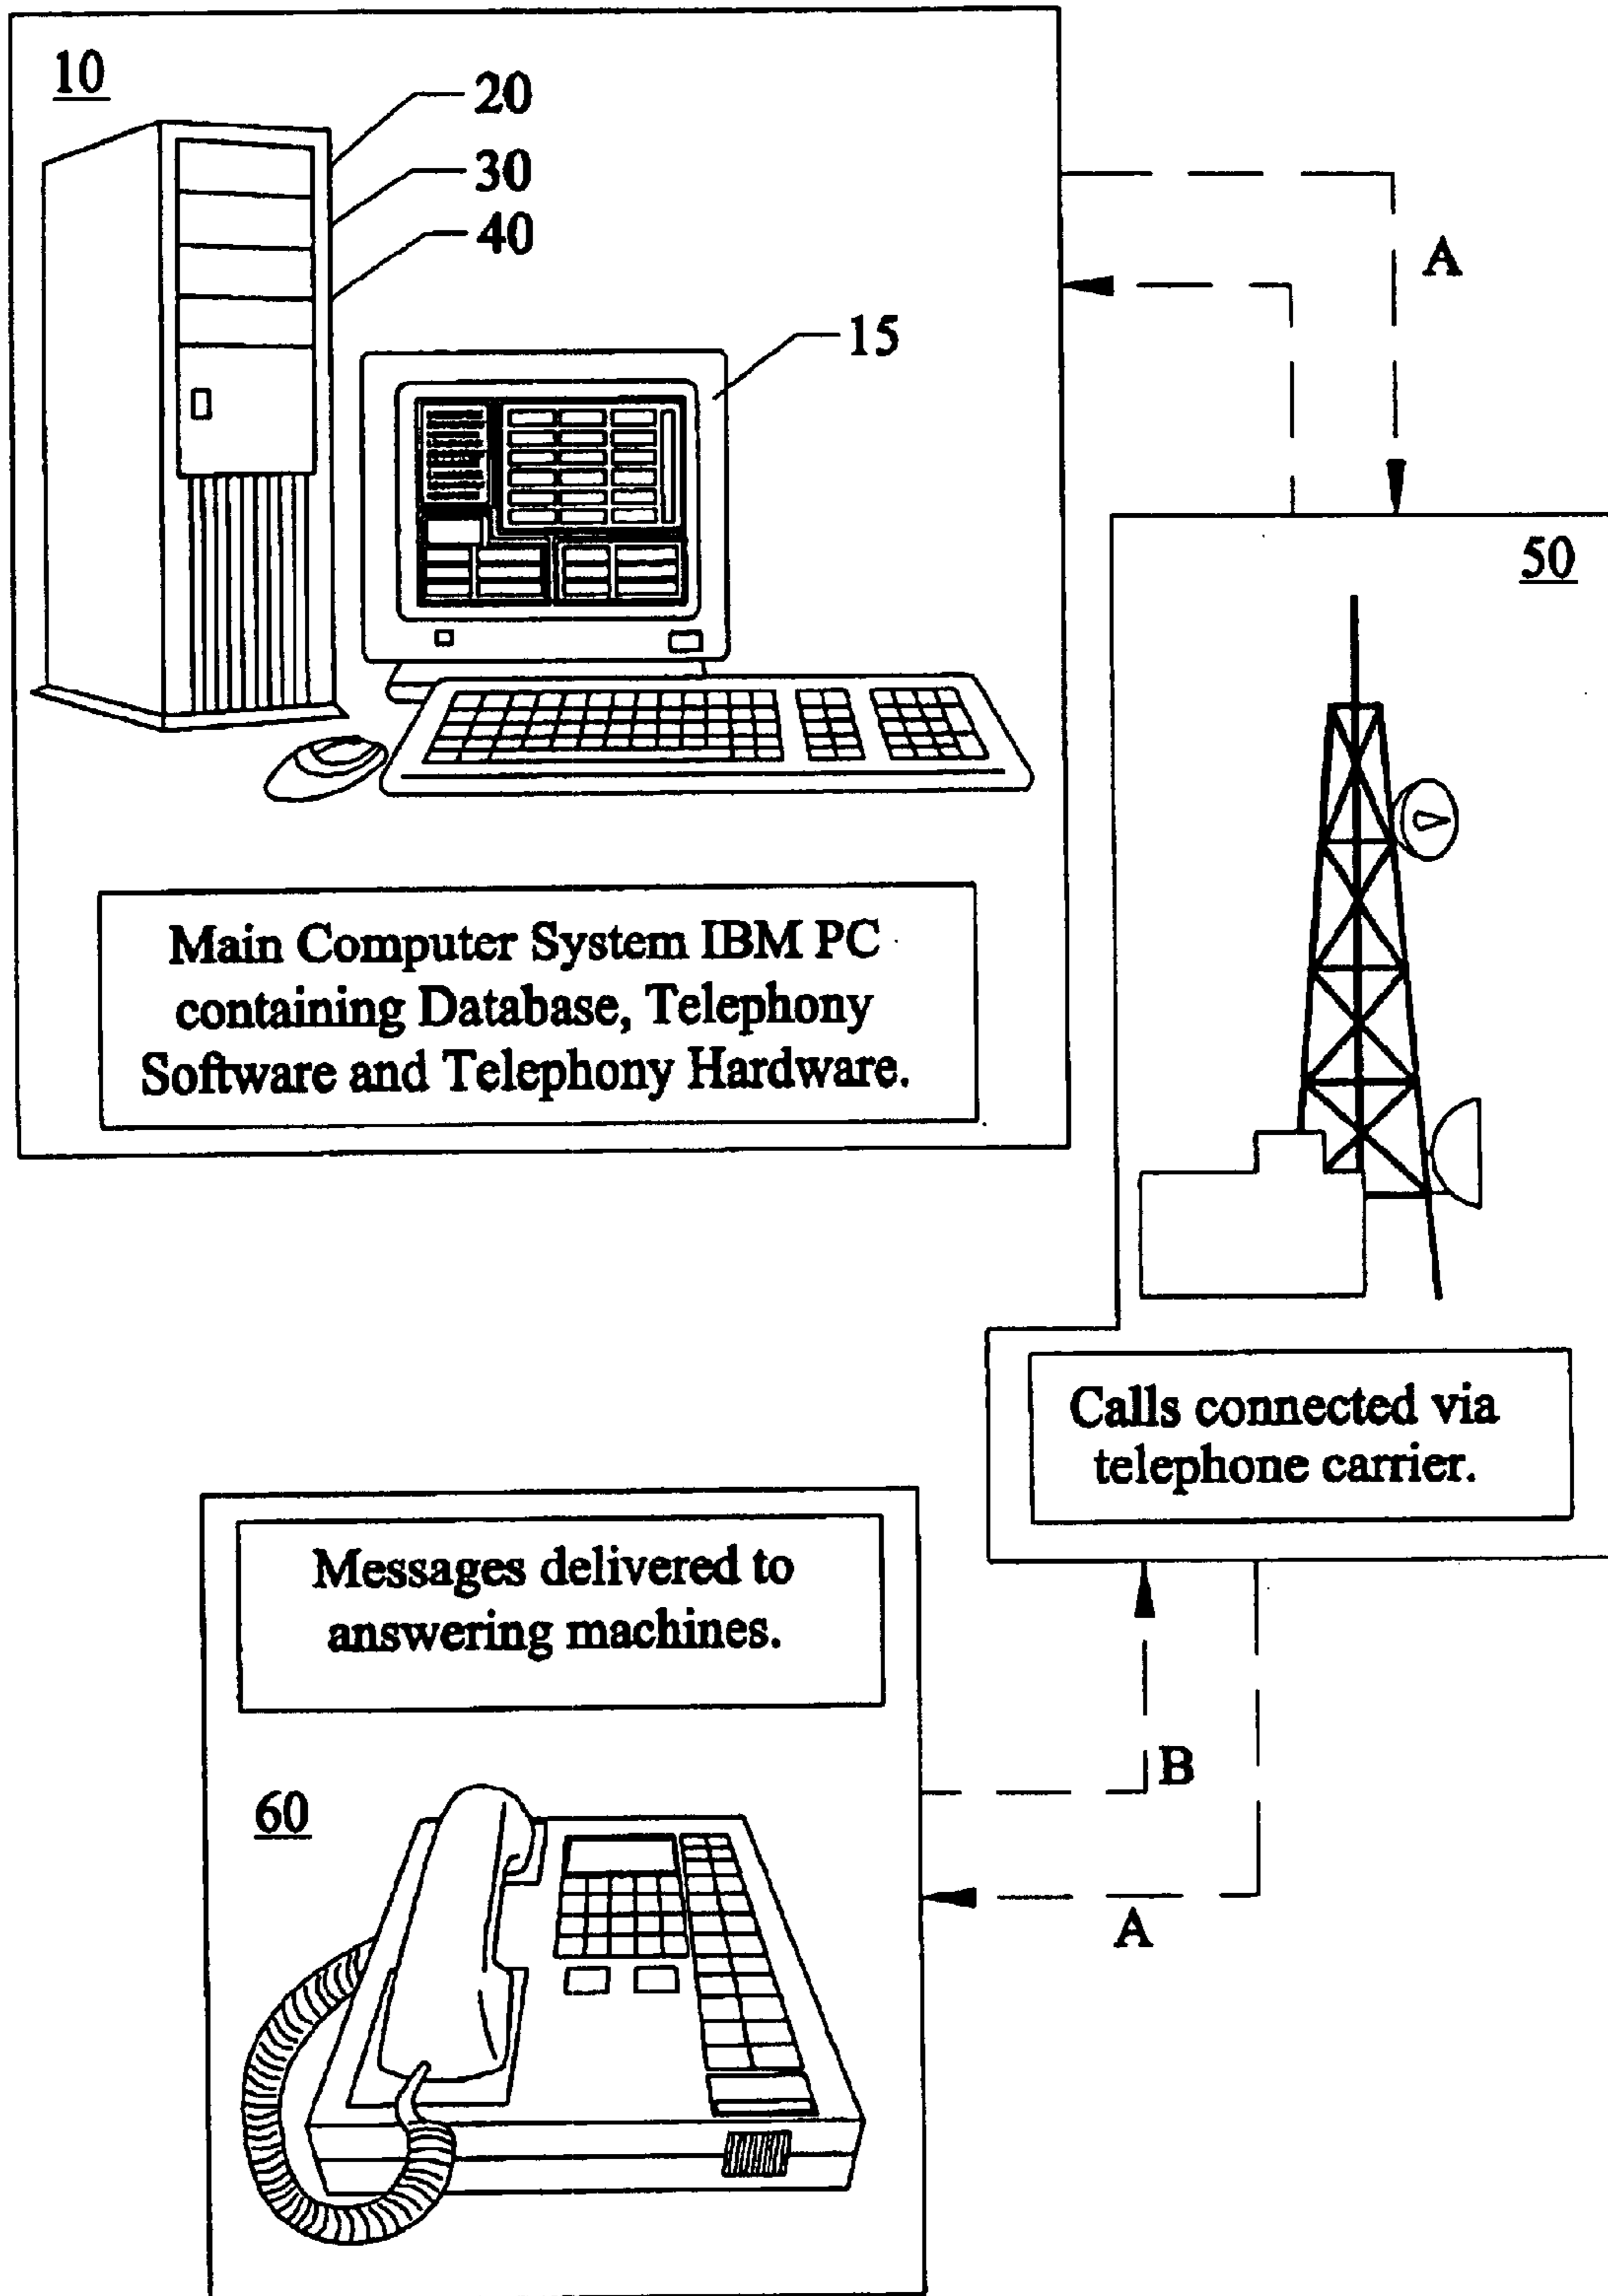 10
20
30
40
15
A
50
Main Computer System IBM PC
containing Database, Telephony
Software and Telephony Hardware.
Calls connected via
telephone carrier.
Messages delivered to
answering machines.
B
60
A